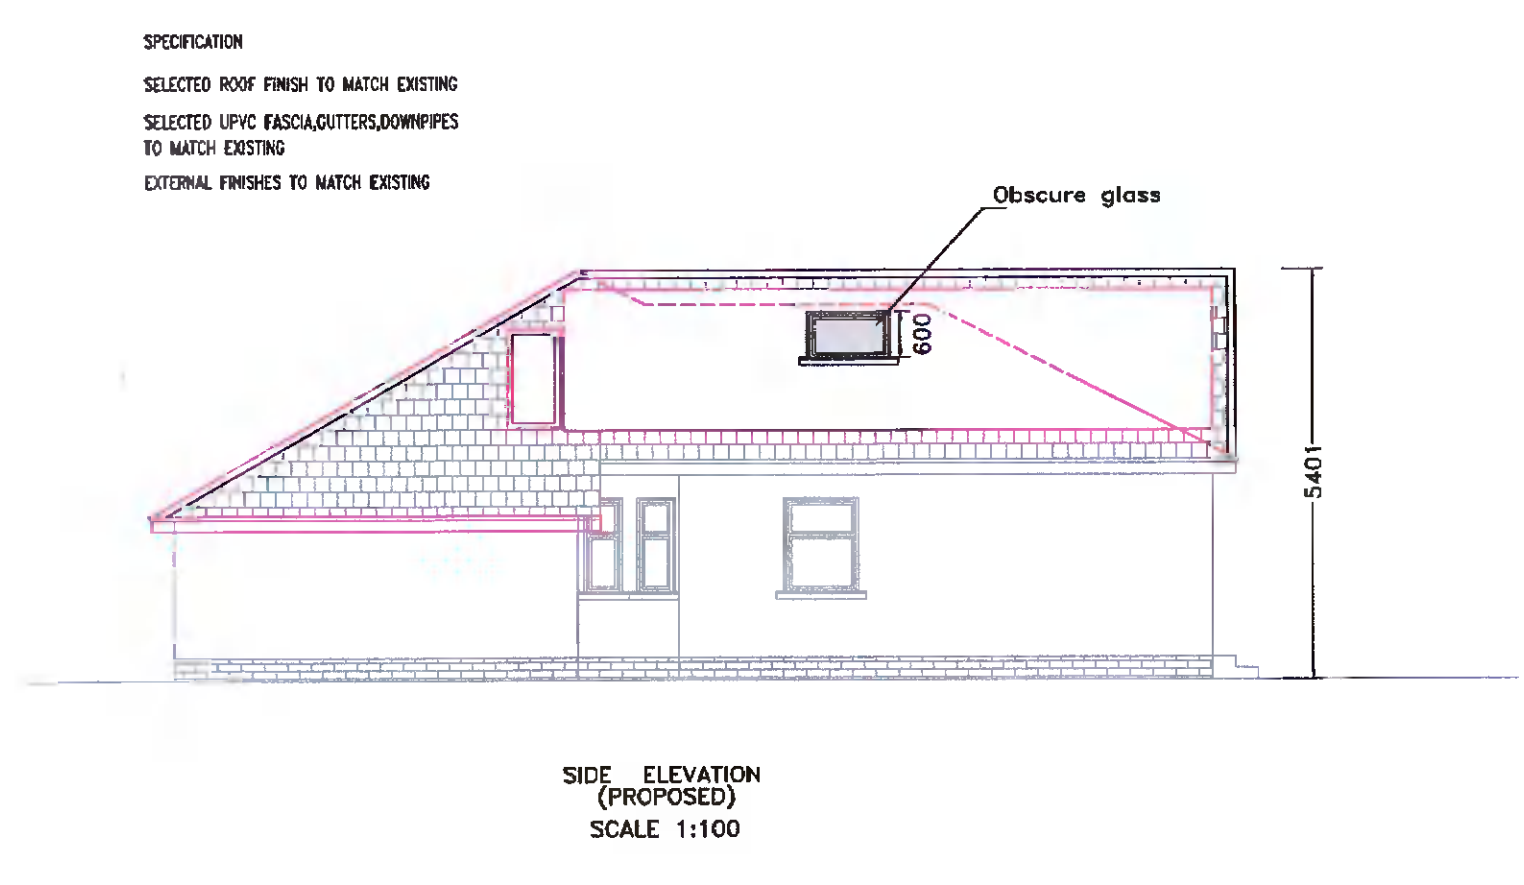 SPECIFICATION
SELECTED ROOF FINISH TO MATCH EXISTING
SELECTED UPVC FASCIA,GUTTERS,DOWNPIPES
TO MATCH EXISTING
EXTERNAL FINISHES TO MATCH EXISTING
Obscure glass
600
5401
SIDE ELEVATION
(PROPOSED)
SCALE 1:100